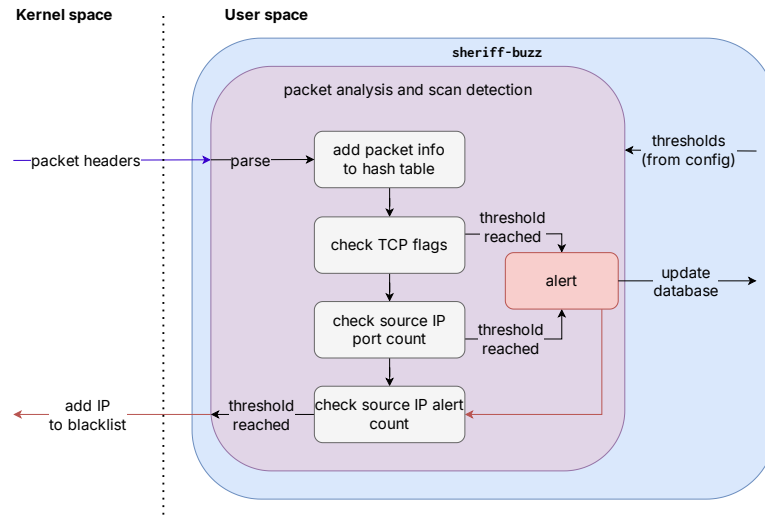 Kernel space
User space
sheriff-buzz
packet analysis and scan detection
packet headers
parse
add packet info
to hash table
thresholds
(from config)
check TCP flags
threshold
reached
alert
update
database
check source IP
port count
threshold
reached
check source IP alert
count
threshold
reached
add IP
to blacklist